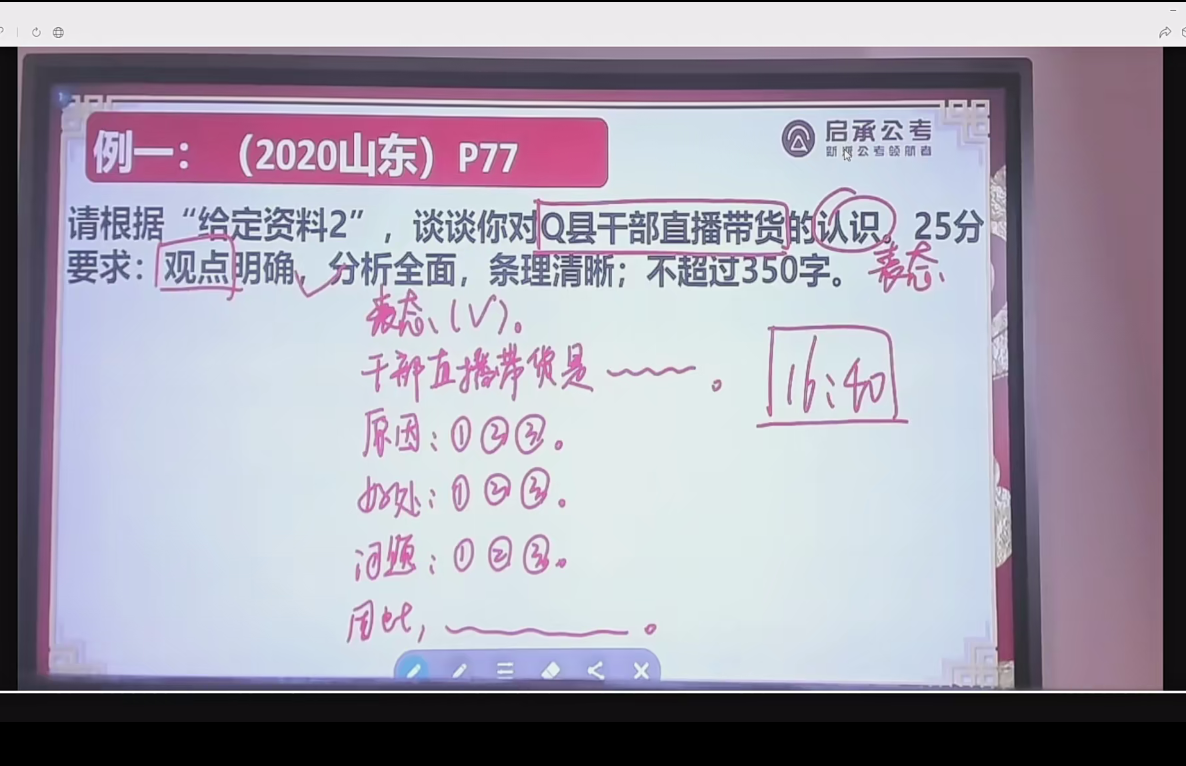 例一：（2020山东）P77
启承公考
公考领航者
请根据“给定资料2”，谈谈你对Q县干部直播带货的认识。25分
要求：观点明确，分析全面，条理清晰；不超过350字。
表态、
表态、(√)。
干部直播带货是 。
16:40
原因：①②③。
好处：①②③。
问题：①②③。
因此， 。